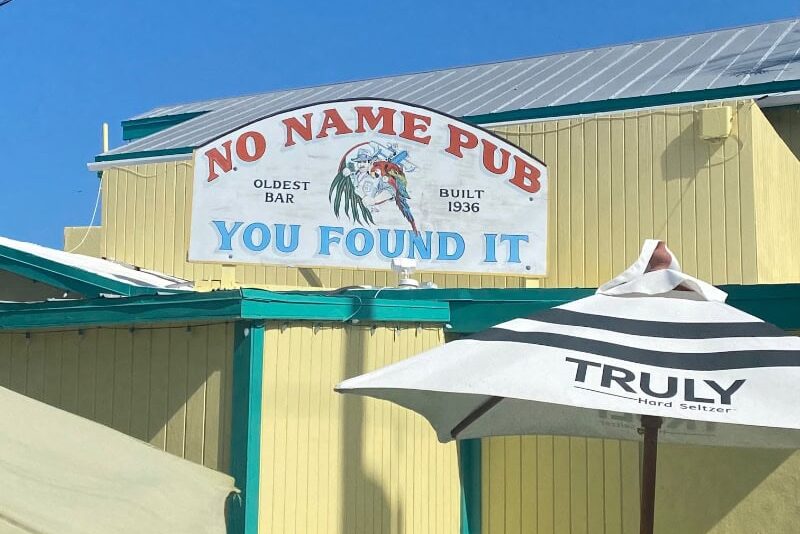 NO NAME PUB
OLDEST
BAR
BUILT
1936
YOU FOUND IT
TRULY
Hard Seltzer